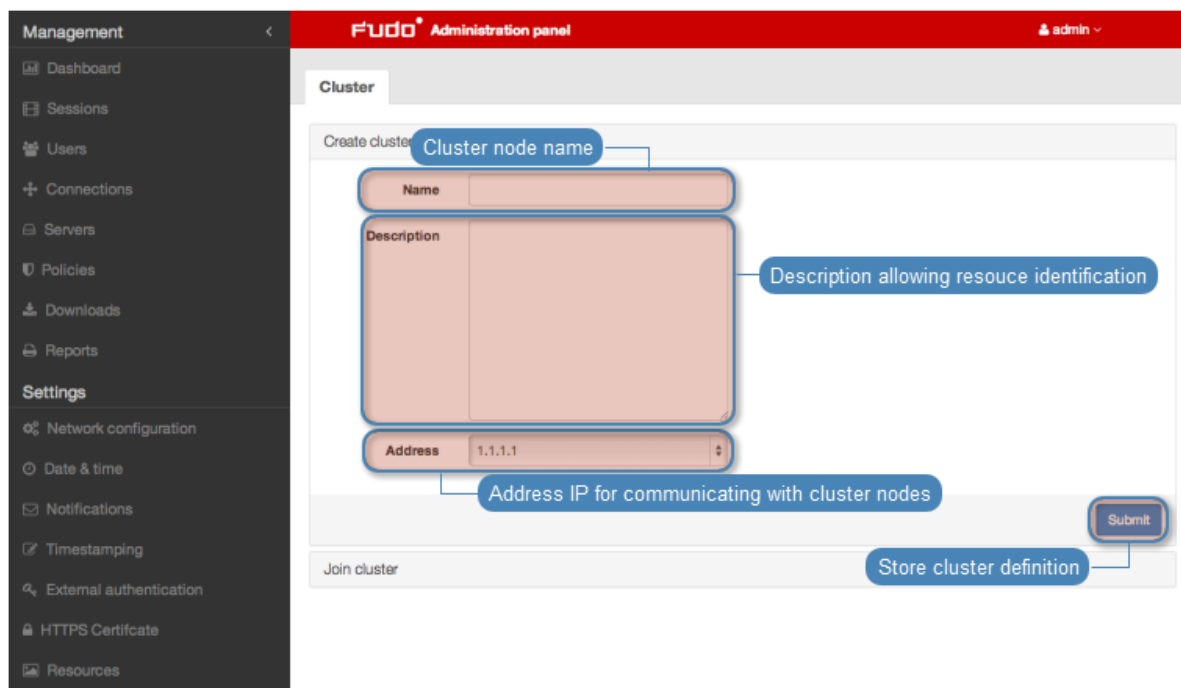 Management
Dashboard
Sessions
Users
Connections
Servers
Policies
Downloads
Reports
Settings
Network configuration
Date & time
Notifications
Timestamping
External authentication
HTTPS Certifcate
Resources
FUDO Administration panel
admin
Cluster
Create cluster
Cluster node name
Name
Description
Description allowing resouce identification
Address 1.1.1.1
Address IP for communicating with cluster nodes
Submit
Store cluster definition
Join cluster